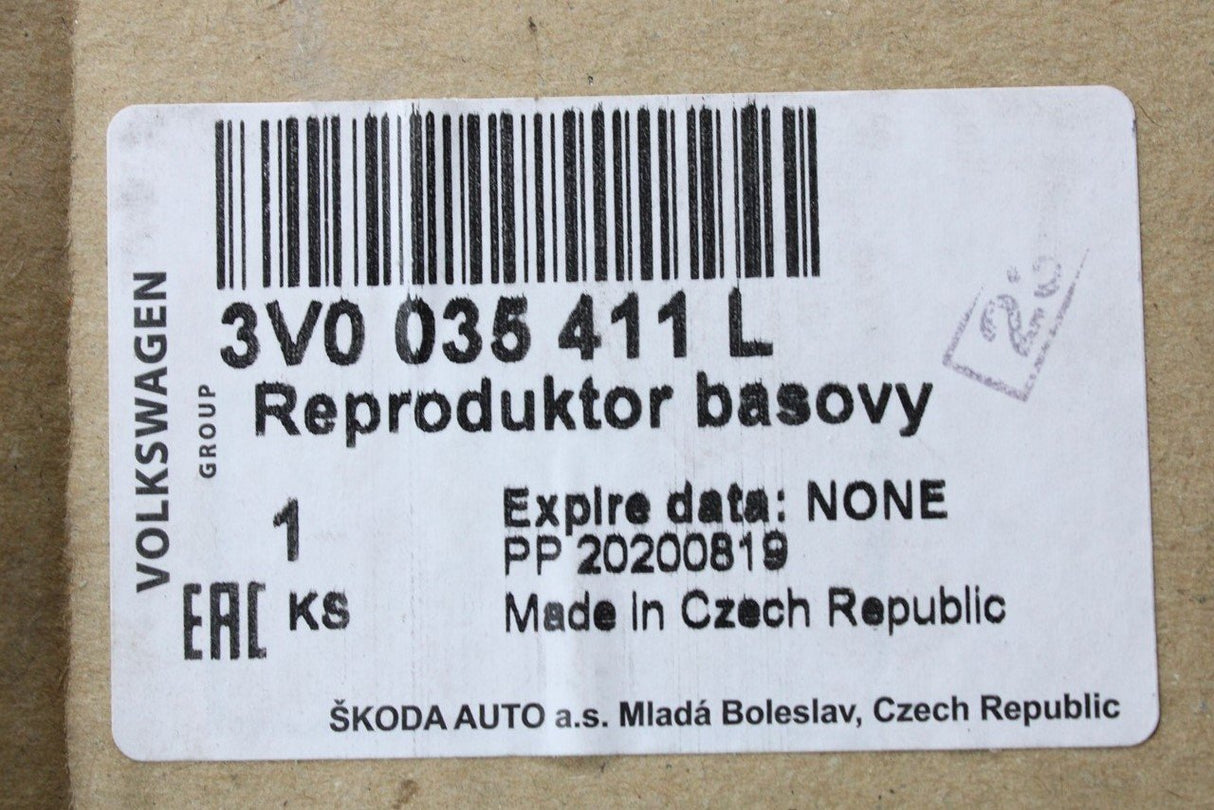 VOLKSWAGEN
GROUP
3V0 035 411 L
Reproduktor basovy
1
KS
Expire data: NONE
PP 20200819
Made in Czech Republic
EAC
ŠKODA AUTO a.s. Mladá Boleslav, Czech Republic